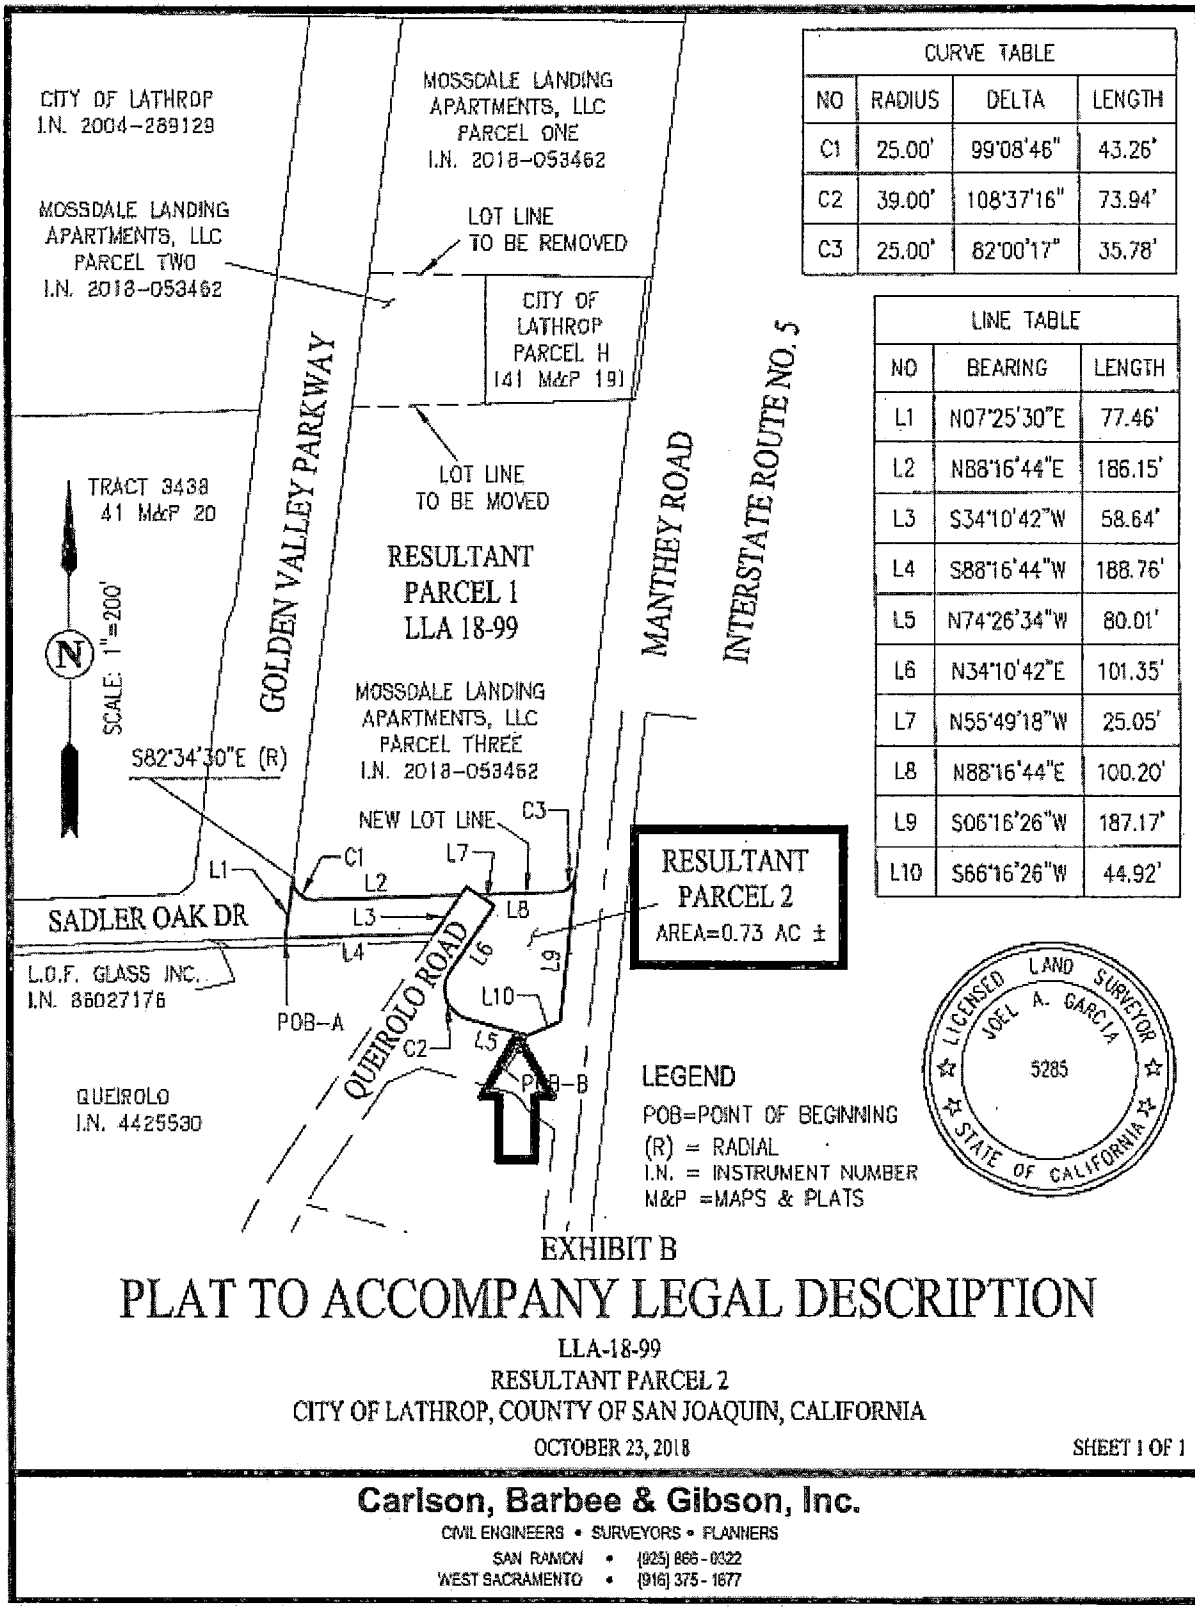 CITY OF LATHROP
I.N. 2004-289129
MOSSDALE LANDING
APARTMENTS, LLC
PARCEL ONE
I.N. 2018-053462
MOSSDALE LANDING
APARTMENTS, LLC
PARCEL TWO
I.N. 2018-053462
LOT LINE
TO BE REMOVED
CITY OF
LATHROP
PARCEL H
(41 M&P 19)
LOT LINE
TO BE MOVED
TRACT 3438
41 M&P 20
N
SCALE: 1"=200'
GOLDEN VALLEY PARKWAY
MANTHEY ROAD
INTERSTATE ROUTE NO. 5
RESULTANT
PARCEL 1
LLA 18-99
MOSSDALE LANDING
APARTMENTS, LLC
PARCEL THREE
I.N. 2018-053462
S82°34'30"E (R)
NEW LOT LINE
C3
L1
C1
L2
L7
L8
L3
L4
L6
L9
L10
L5
C2
SADLER OAK DR
QUEIROLO ROAD
L.O.F. GLASS INC.
I.N. 86027176
POB-A
POB-B
QUEIROLO
I.N. 4425530
RESULTANT
PARCEL 2
AREA=0.73 AC ±
CURVE TABLE
NO RADIUS DELTA LENGTH
C1 25.00' 99°08'46" 43.26'
C2 39.00' 108°37'16" 73.94'
C3 25.00' 82°00'17" 35.78'
LINE TABLE
NO BEARING LENGTH
L1 N07°25'30"E 77.46'
L2 N88°16'44"E 186.15'
L3 S34°10'42"W 58.64'
L4 S88°16'44"W 188.76'
L5 N74°26'34"W 80.01'
L6 N34°10'42"E 101.35'
L7 N55°49'18"W 25.05'
L8 N88°16'44"E 100.20'
L9 S06°16'26"W 187.17'
L10 S66°16'26"W 44.92'
LICENSED LAND SURVEYOR
JOEL A. GARCIA
5285
STATE OF CALIFORNIA
LEGEND
POB=POINT OF BEGINNING
(R) = RADIAL
I.N. = INSTRUMENT NUMBER
M&P =MAPS & PLATS
EXHIBIT B
PLAT TO ACCOMPANY LEGAL DESCRIPTION
LLA-18-99
RESULTANT PARCEL 2
CITY OF LATHROP, COUNTY OF SAN JOAQUIN, CALIFORNIA
OCTOBER 23, 2018
SHEET 1 OF 1
Carlson, Barbee & Gibson, Inc.
CIVIL ENGINEERS • SURVEYORS • PLANNERS
SAN RAMON • (925) 866-0322
WEST SACRAMENTO • (916) 375-1877